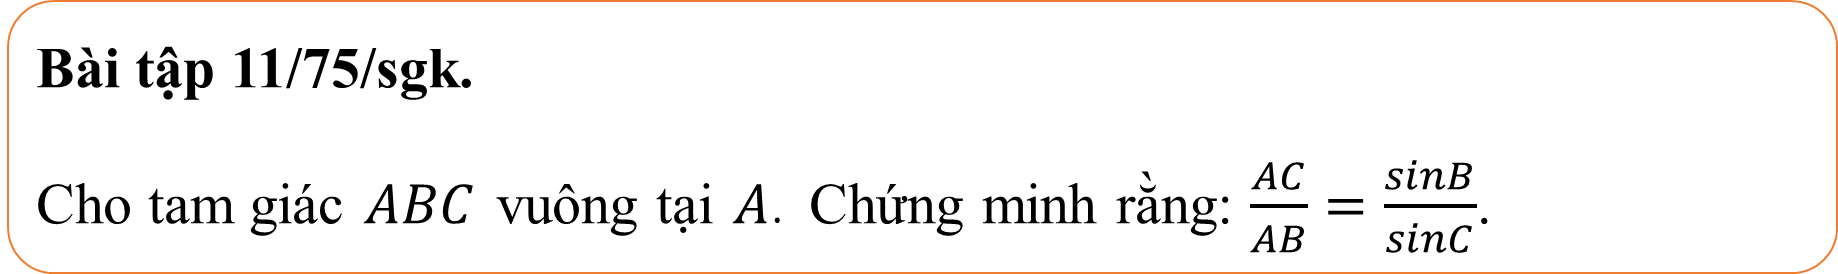 Bài tập 11/75/sgk.
Cho tam giác ABC vuông tại A. Chứng minh rằng: AC/AB = sinB/sinC.